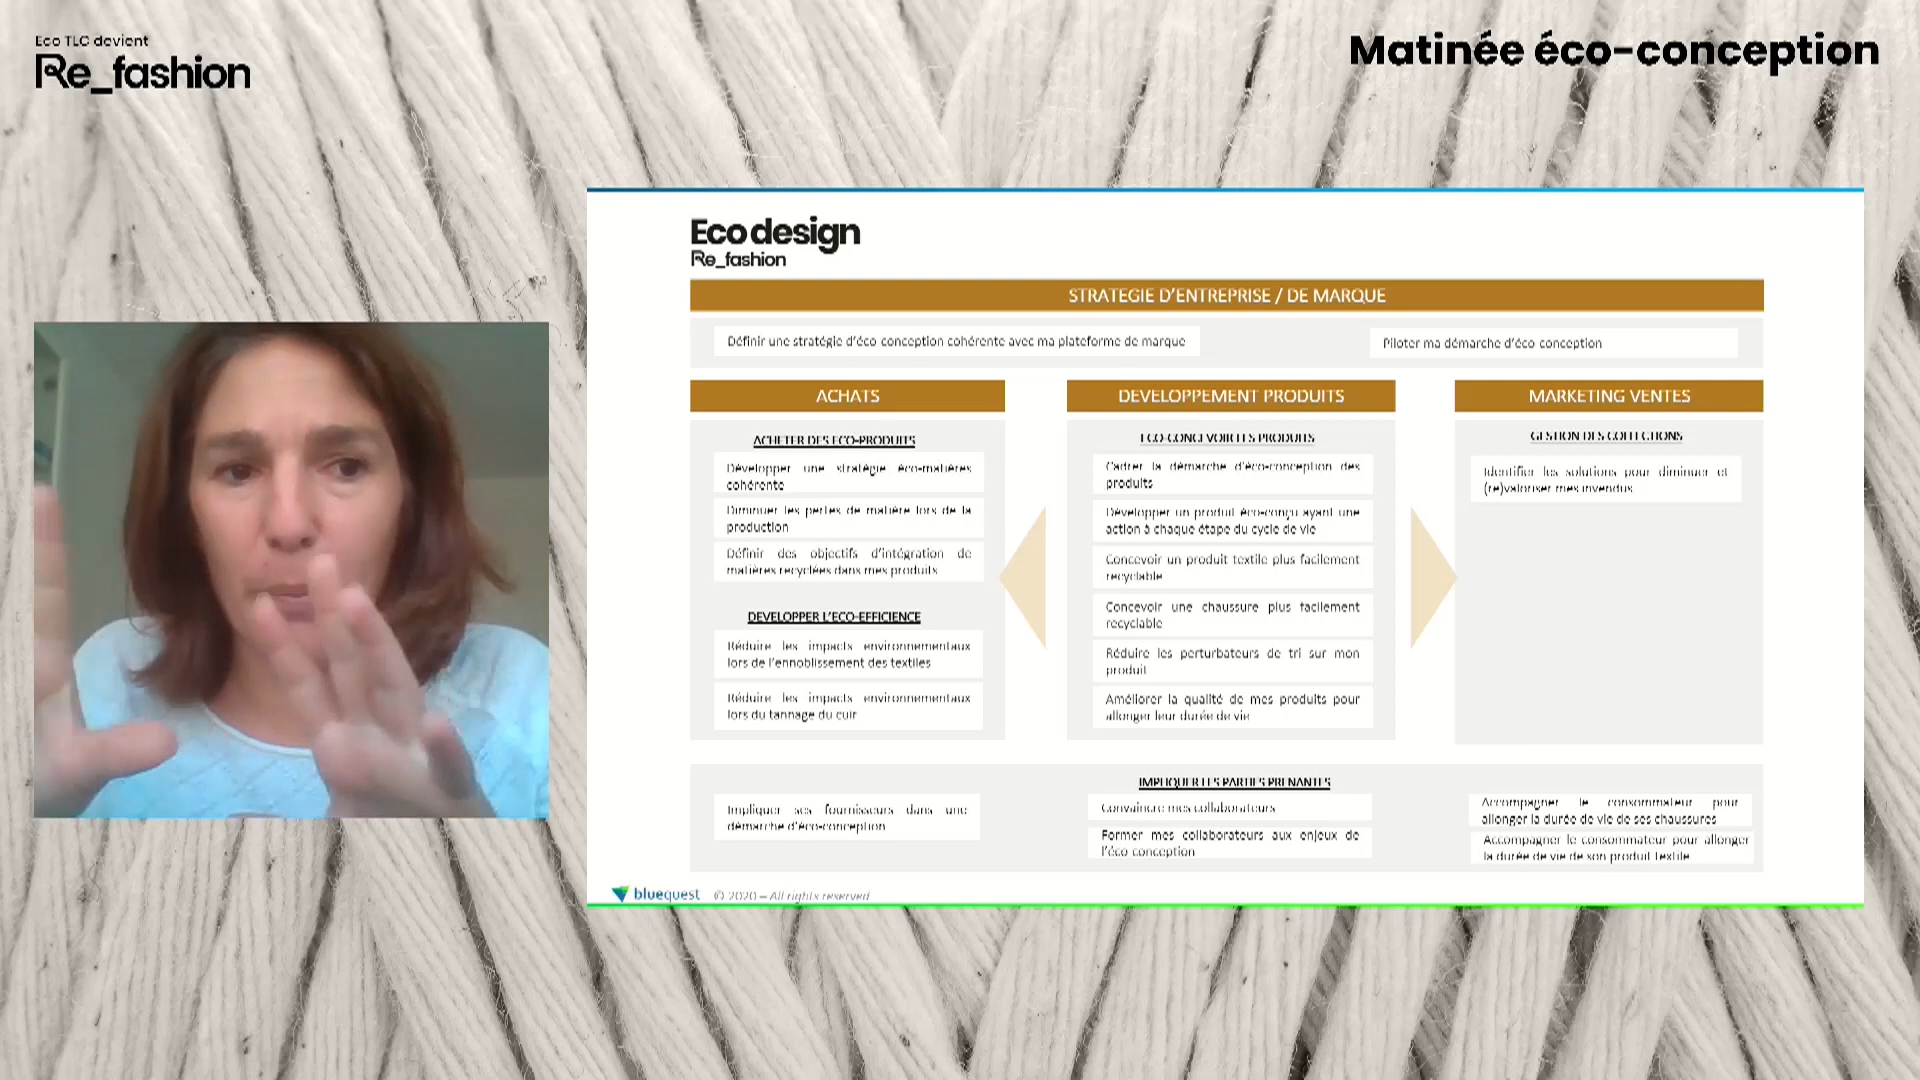 Eco TLC devient
Re_fashion
Matinée éco-conception
Eco design
Re_fashion
STRATEGIE D'ENTREPRISE / DE MARQUE
Définir une stratégie d'éco conception cohérente avec ma plateforme de marque
Piloter ma démarche d'éco conception
ACHATS
ACHETER DES ECO-PRODUITS
Développer une stratégie éco-matières
cohérente
Diminuer les pertes de matière lors de la
production
Définir des objectifs d'intégration de
matières recyclées dans mes produits
DEVELOPPER L'ECO-EFFICIENCE
Réduire les impacts environnementaux
lors de l'ennoblissement des textiles
Réduire les impacts environnementaux
lors du tannage du cuir
DEVELOPPEMENT PRODUITS
ECO-CONCEVOIR LES PRODUITS
Cadrer la démarche d'éco-conception des
produits
Développer un produit éco-conçu ayant une
action à chaque étape du cycle de vie
Concevoir un produit textile plus facilement
recyclable
Concevoir une chaussure plus facilement
recyclable
Réduire les perturbateurs de tri sur mon
produit
Améliorer la qualité de mes produits pour
allonger leur durée de vie
MARKETING VENTES
GESTION DES COLLECTIONS
Identifier les solutions pour diminuer et
(re)valoriser mes invendus
IMPLIQUER LES PARTIES PRENANTES
Impliquer ses fournisseurs dans une
démarche d'éco-conception
Convaincre mes collaborateurs
Former mes collaborateurs aux enjeux de
l'éco conception
Accompagner le consommateur pour
allonger la durée de vie de ses chaussures
Accompagner le consommateur pour allonger
la durée de vie de son produit textile
bluequest © 2020 – All rights reserved